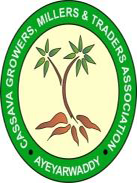 CASSAVA GROWERS, MILLERS & TRADERS ASSOCIATION
AYEYARWADDY